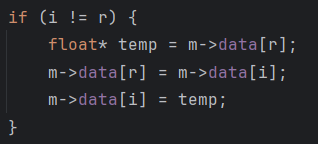 if (i != r) {
    float* temp = m->data[r];
    m->data[r] = m->data[i];
    m->data[i] = temp;
}